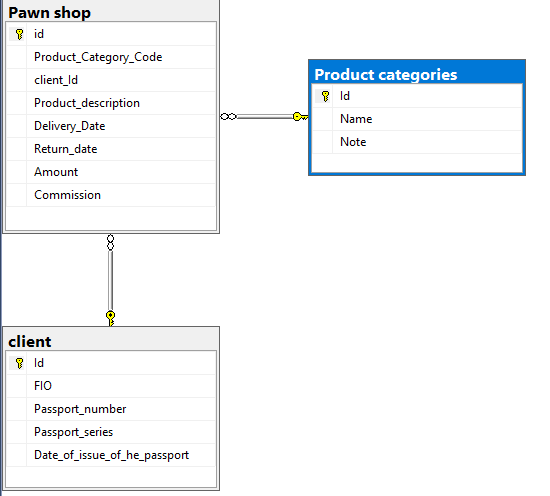 Pawn shop
id
Product_Category_Code
client_Id
Product_description
Delivery_Date
Return_date
Amount
Commission
Product categories
Id
Name
Note
client
Id
FIO
Passport_number
Passport_series
Date_of_issue_of_he_passport